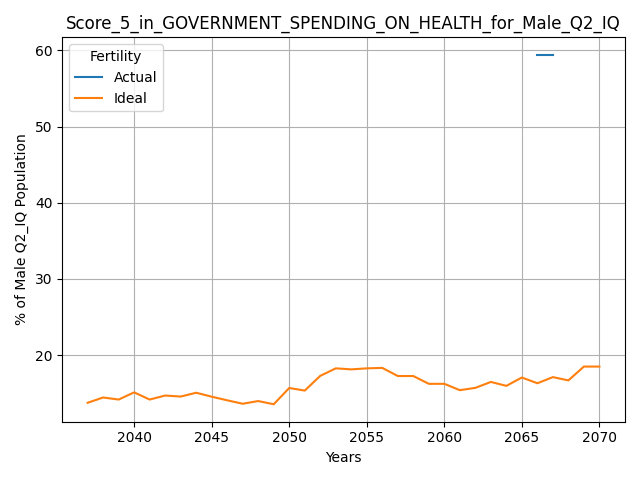 Score_5_in_GOVERNMENT_SPENDING_ON_HEALTH_for_Male_Q2_IQ
60
50
40
30
20
% of Male Q2_IQ Population
Fertility
Actual
Ideal
2040 2045 2050 2055 2060 2065 2070
Years